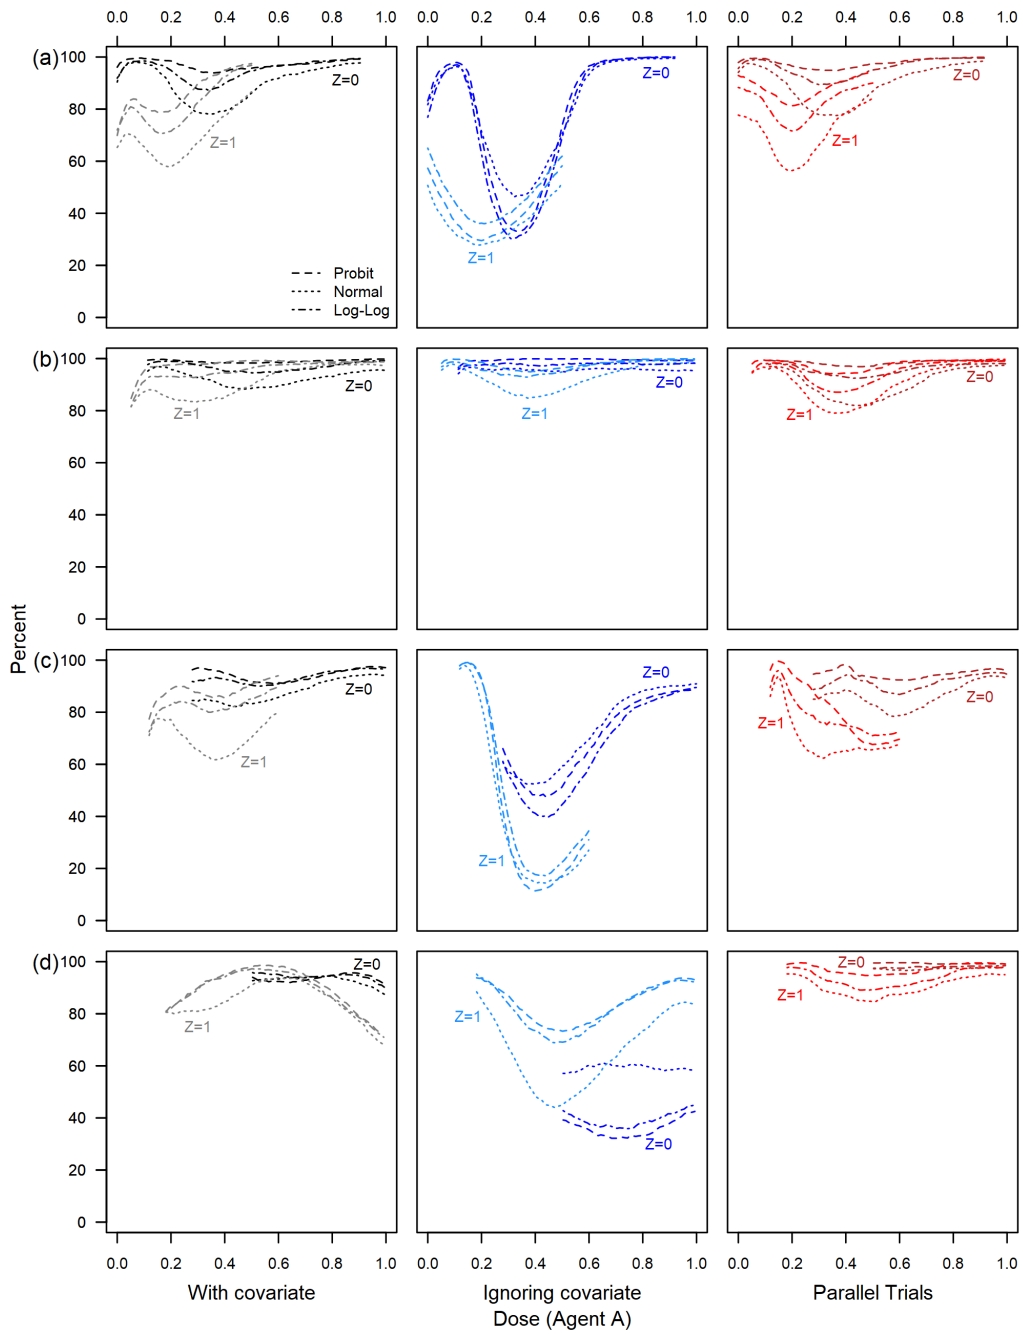 0.0 0.2 0.4 0.6 0.8 1.0
0.0 0.2 0.4 0.6 0.8 1.0
0.0 0.2 0.4 0.6 0.8 1.0
(a)
100
80
60
40
20
0
Z=0
Z=1
Probit
Normal
Log-Log
Z=0
Z=1
Z=0
Z=1
(b)
100
80
60
40
20
0
Z=0
Z=1
Z=0
Z=1
Z=0
Z=1
Percent
(c)
100
80
60
40
20
0
Z=0
Z=1
Z=0
Z=1
Z=0
Z=1
(d)
100
80
60
40
20
0
Z=0
Z=1
Z=1
Z=0
Z=0
Z=1
0.0 0.2 0.4 0.6 0.8 1.0
0.0 0.2 0.4 0.6 0.8 1.0
0.0 0.2 0.4 0.6 0.8 1.0
With covariate
Ignoring covariate
Parallel Trials
Dose (Agent A)